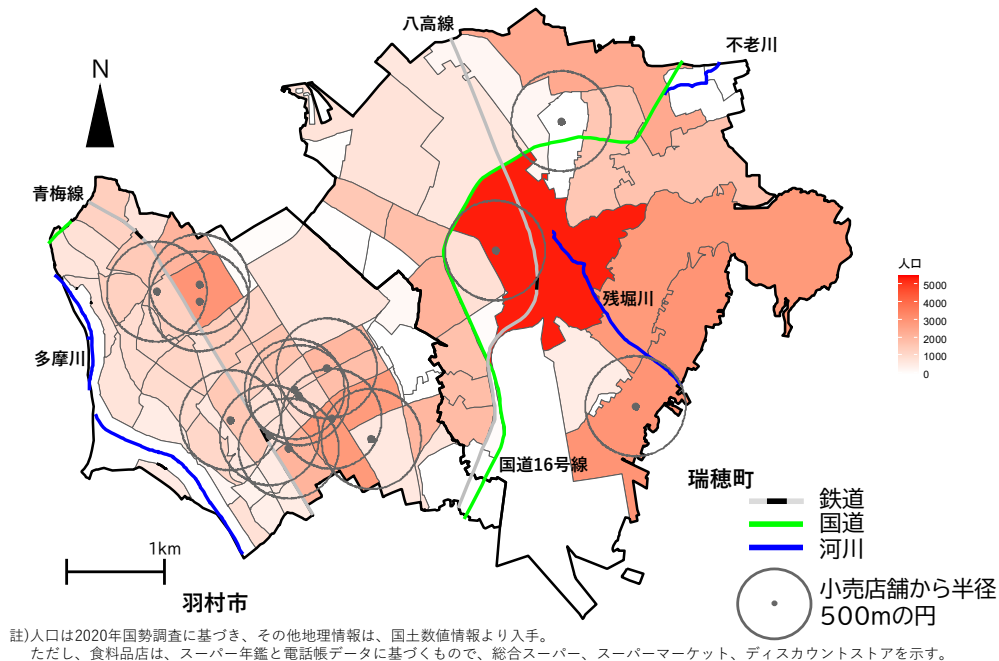 八高線
不老川
N
青梅線
人口
5000
4000
3000
2000
1000
0
残堀川
多摩川
国道16号線
瑞穂町
鉄道
国道
河川
1km
小売店舗から半径
500mの円
羽村市
註)人口は2020年国勢調査に基づき、その他地理情報は、国土数値情報より入手。
ただし、食料品店は、スーパー年鑑と電話帳データに基づくもので、総合スーパー、スーパーマーケット、ディスカウントストアを示す。